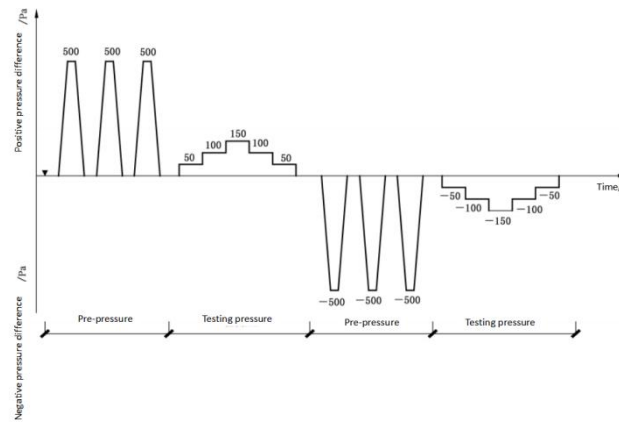 Positive pressure difference /Pa
500 500 500
150
100 100
50 50
Time,
-50 -50
-100 -100
-150
-500 -500 -500
Pre-pressure Testing pressure Pre-pressure Testing pressure
Negative pressure difference /Pa